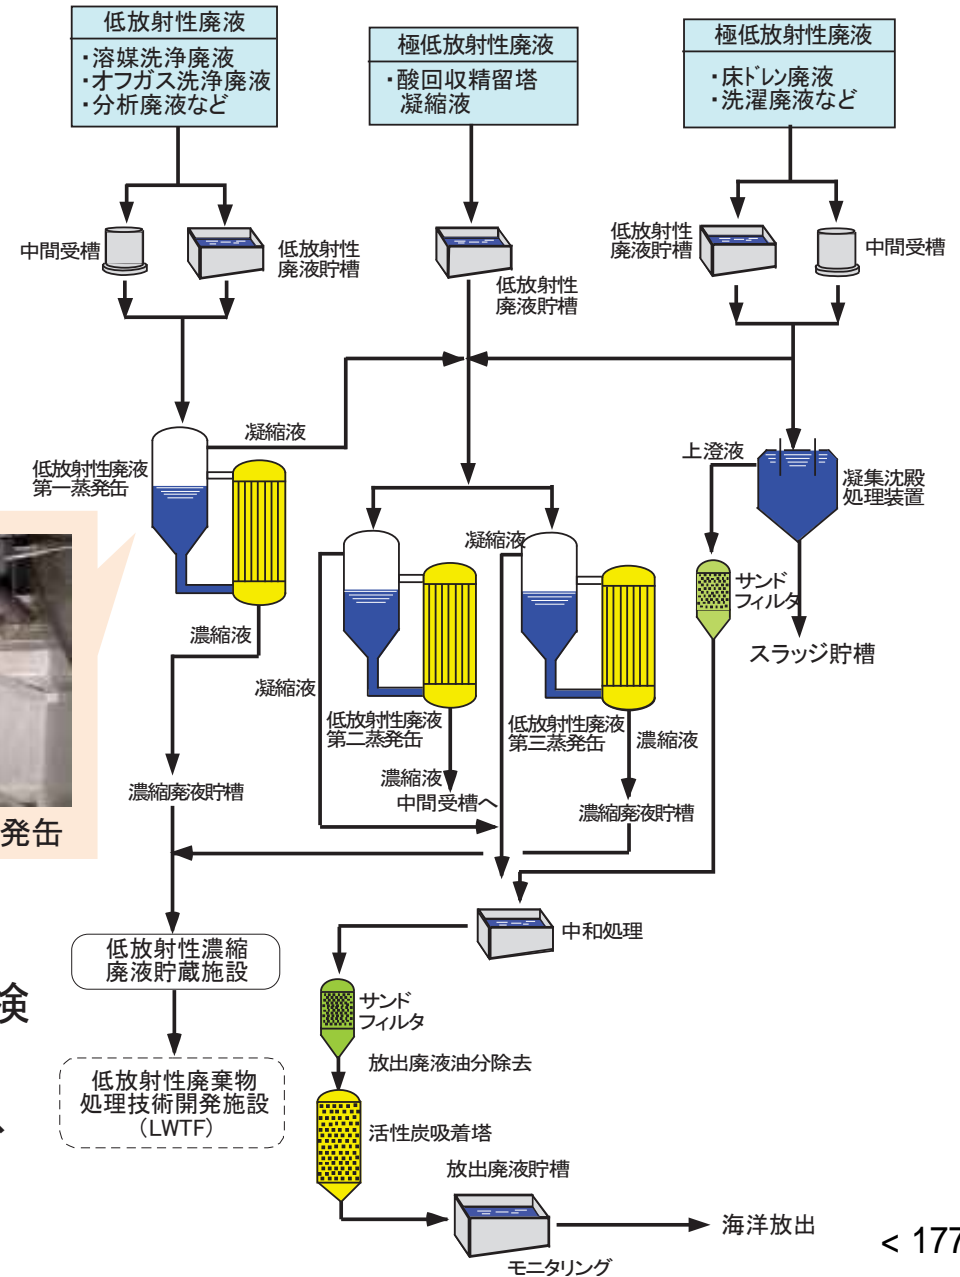 低放射性廃液
・溶媒洗浄廃液
・オフガス洗浄廃液
・分析廃液など
極低放射性廃液
・酸回収精留塔
凝縮液
極低放射性廃液
・床ドレン廃液
・洗濯廃液など
中間受槽
低放射性
廃液貯槽
低放射性
廃液貯槽
低放射性
廃液貯槽
中間受槽
凝縮液
低放射性廃液
第一蒸発缶
上澄液
凝集沈殿
処理装置
凝縮液
サンド
フィルタ
濃縮液
スラッジ貯槽
凝縮液
低放射性廃液
第二蒸発缶
低放射性廃液
第三蒸発缶
濃縮液
濃縮液
中間受槽へ
濃縮廃液貯槽
濃縮廃液貯槽
発缶
中和処理
低放射性濃縮
廃液貯蔵施設
検
サンド
フィルタ
放出廃液油分除去
低放射性廃棄物
処理技術開発施設
(LWTF)
、
活性炭吸着塔
放出廃液貯槽
海洋放出
モニタリング
< 177